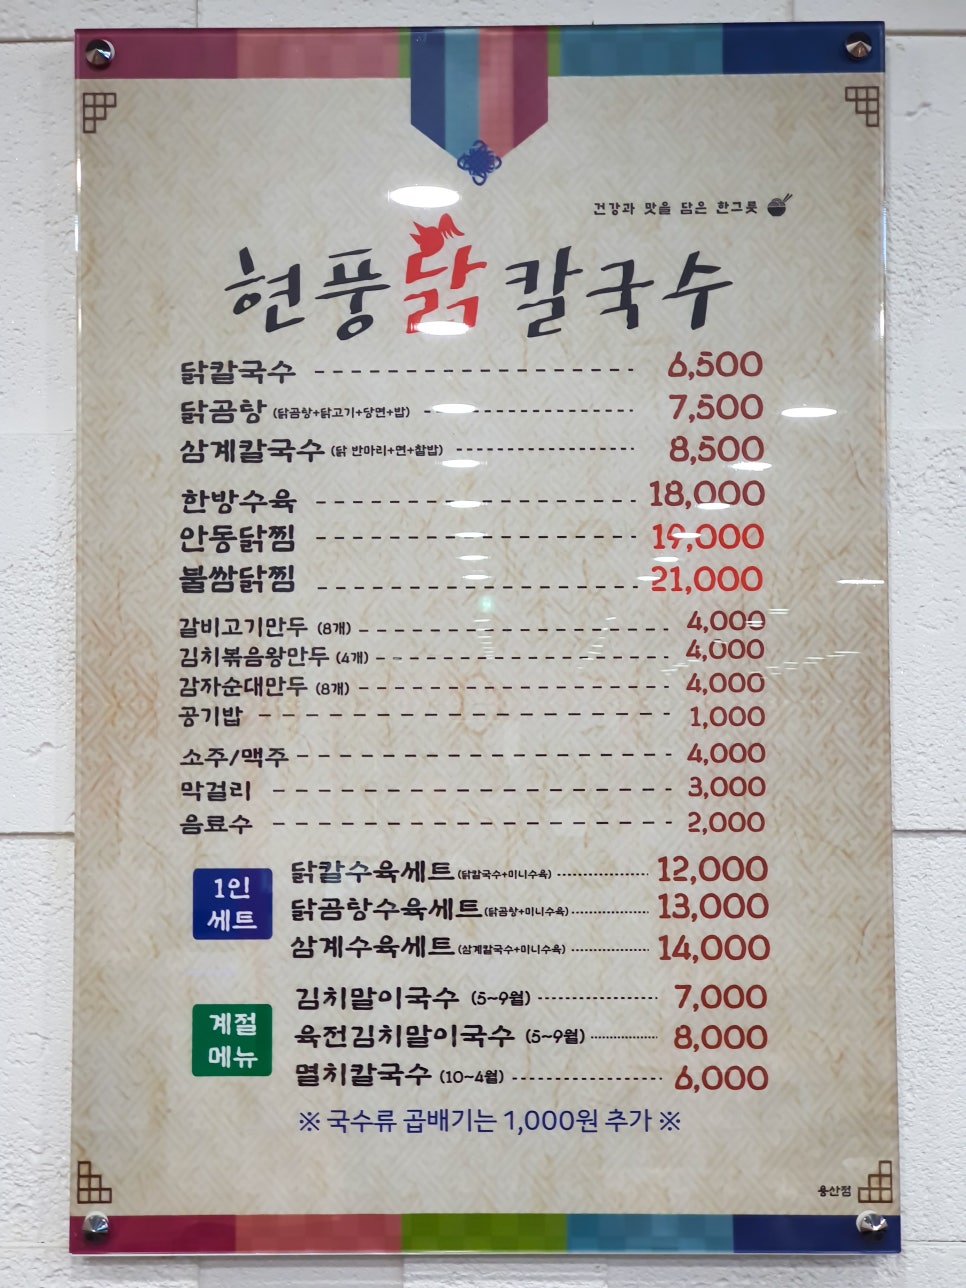 건강과 맛을 담은 한그릇
현풍닭칼국수
닭칼국수 6,500
닭곰탕 (닭곰탕+닭고기+당면+밥) 7,500
삼계칼국수 (닭 반마리+면+찹밥) 8,500
한방수육 18,000
안동닭찜 19,000
불쌈닭찜 21,000
갈비고기만두 (8개) 4,000
김치볶음왕만두 (4개) 4,000
감자순대만두 (8개) 4,000
공기밥 1,000
소주/맥주 4,000
막걸리 3,000
음료수 2,000
1인 세트
닭칼수육세트 (닭칼국수+미니수육) 12,000
닭곰탕수육세트 (닭곰탕+미니수육) 13,000
삼계수육세트 (삼계칼국수+미니수육) 14,000
계절 메뉴
김치말이국수 (5~9월) 7,000
육전김치말이국수 (5~9월) 8,000
멸치칼국수 (10~4월) 6,000
※ 국수류 곱배기는 1,000원 추가 ※
용산점